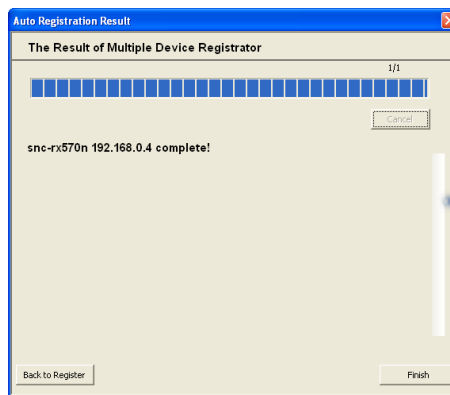 Auto Registration Result
The Result of Multiple Device Registrator
1/1
Cancel
snc-rx570n 192.168.0.4 complete!
Back to Register
Finish